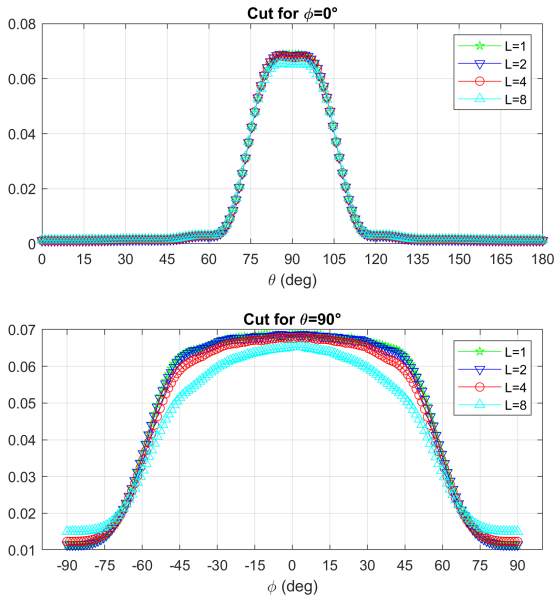 Cut for ϕ=0°
0.08
0.06
0.04
0.02
0
L=1
L=2
L=4
L=8
0 15 30 45 60 75 90 105 120 135 150 165 180
θ (deg)
Cut for θ=90°
0.07
0.06
0.05
0.04
0.03
0.02
0.01
L=1
L=2
L=4
L=8
-90 -75 -60 -45 -30 -15 0 15 30 45 60 75 90
ϕ (deg)